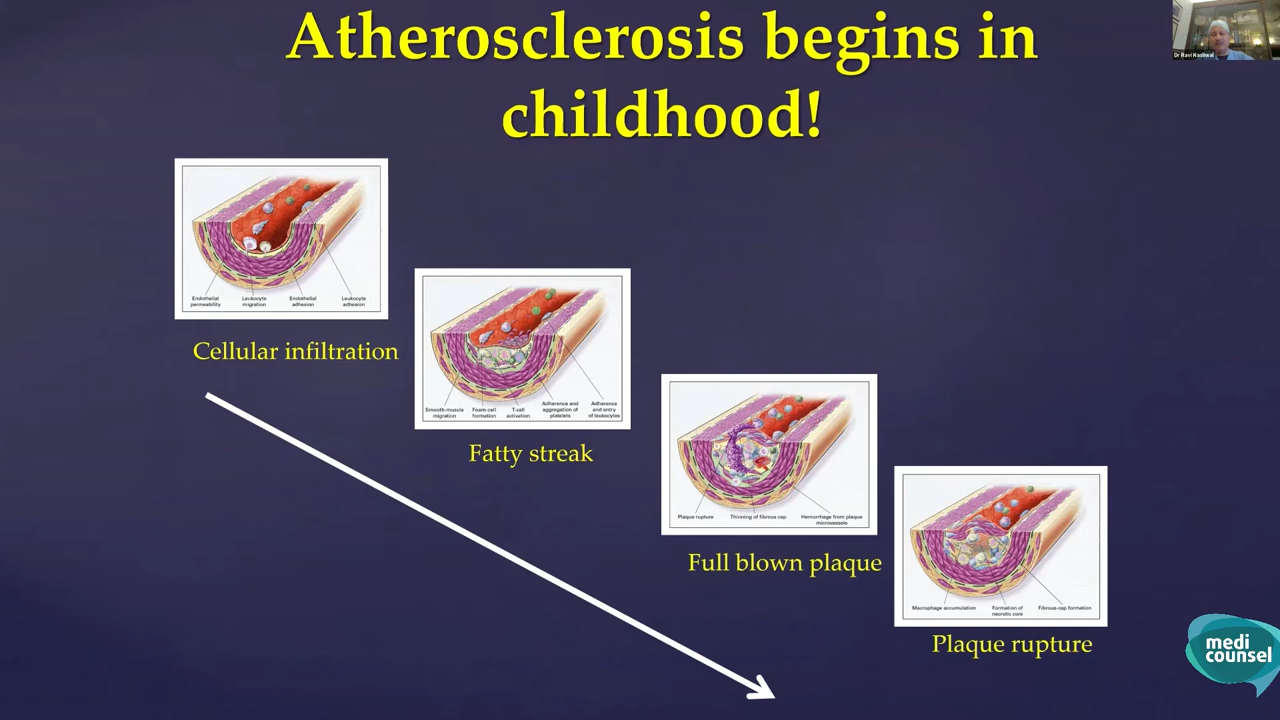 Atherosclerosis begins in
childhood!
Dr Ravi Kasliwal
Endothelial permeability
Leukocyte migration
Endothelial adhesion
Leukocyte adhesion
Cellular infiltration
Smooth-muscle migration
Foam-cell formation
T-cell activation
Adherence and aggregation of platelets
Adherence and entry of leukocytes
Fatty streak
Plaque rupture
Thinning of fibrous cap
Hemorrhage from plaque microvessels
Full blown plaque
Macrophage accumulation
Formation of necrotic core
Fibrous-cap formation
Plaque rupture
medi
counsel